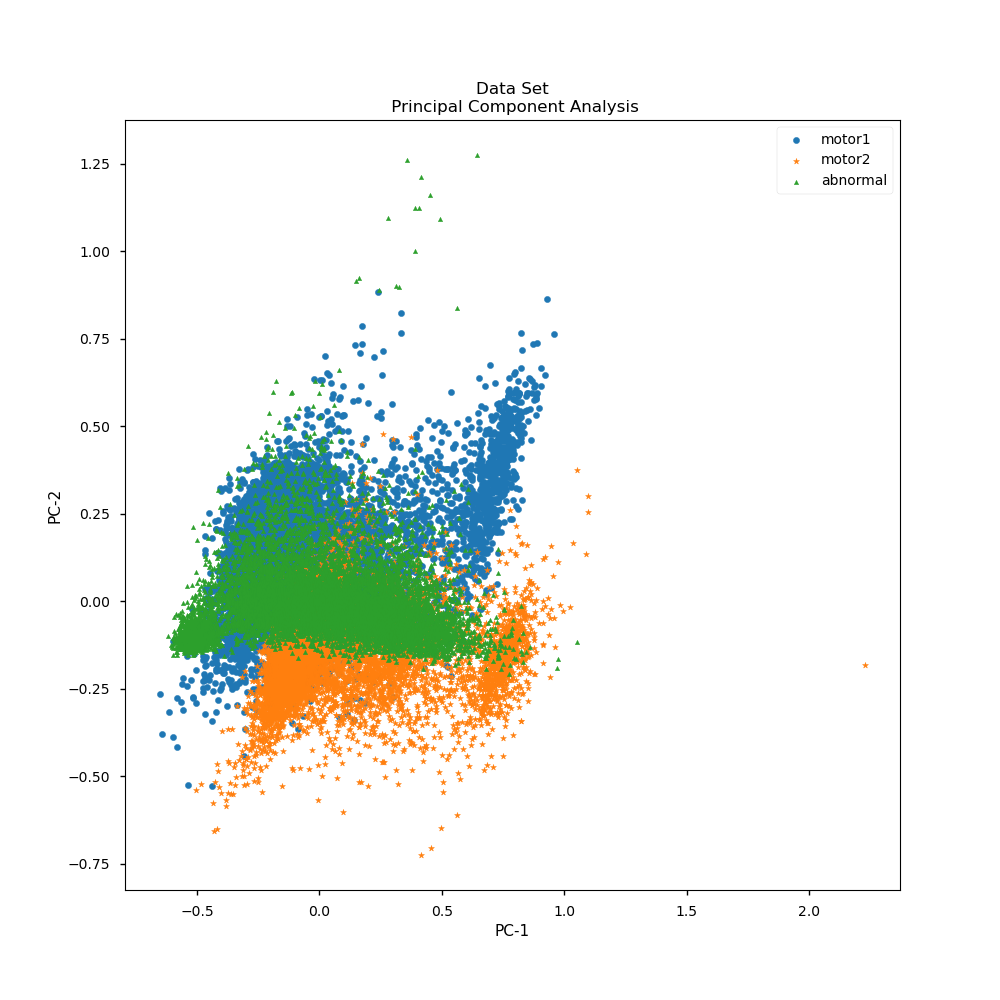 Data Set
Principal Component Analysis
motor1
motor2
abnormal
1.25
1.00
0.75
0.50
0.25
0.00
−0.25
−0.50
−0.75
PC-2
−0.5
0.0
0.5
1.0
1.5
2.0
PC-1